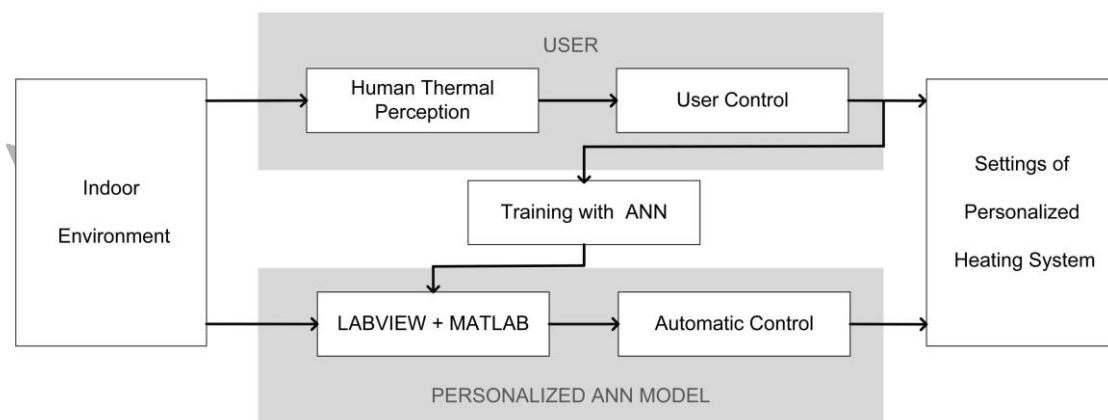 USER
Human Thermal
Perception
User Control
Indoor
Environment
Training with ANN
Settings of
Personalized
Heating System
LABVIEW + MATLAB
Automatic Control
PERSONALIZED ANN MODEL